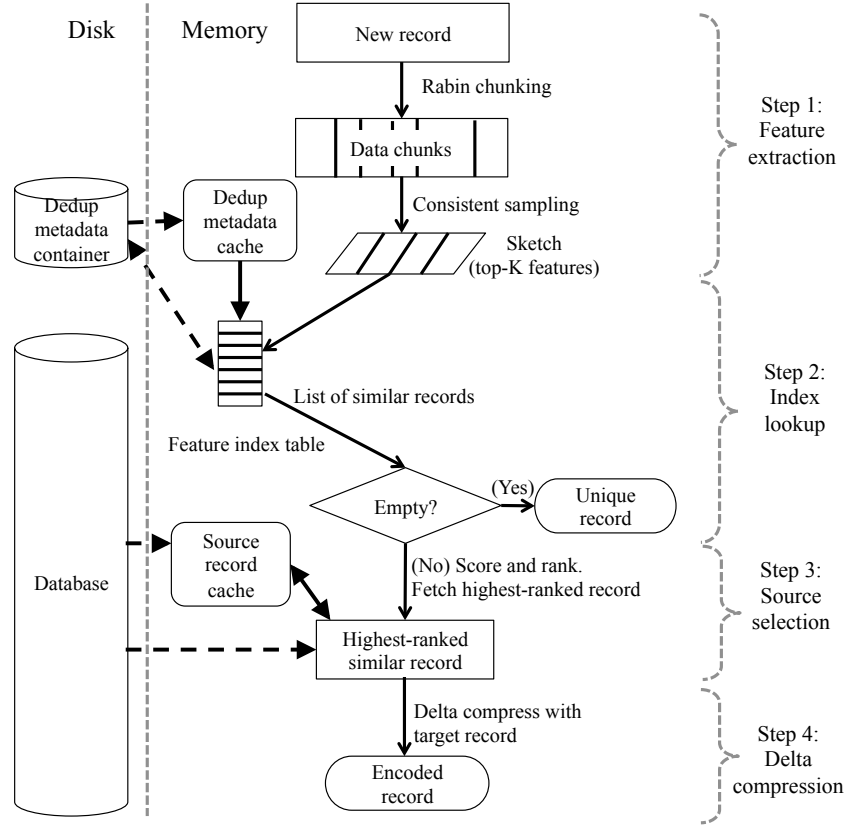 Disk
Memory
New record
Rabin chunking
Data chunks
Step 1:
Feature
extraction
Dedup
metadata
container
Dedup
metadata
cache
Consistent sampling
Sketch
(top-K features)
Step 2:
Index
lookup
List of similar records
Feature index table
Empty?
(Yes)
Unique
record
Database
Source
record
cache
(No) Score and rank.
Fetch highest-ranked record
Step 3:
Source
selection
Highest-ranked
similar record
Delta compress with
target record
Step 4:
Delta
compression
Encoded
record